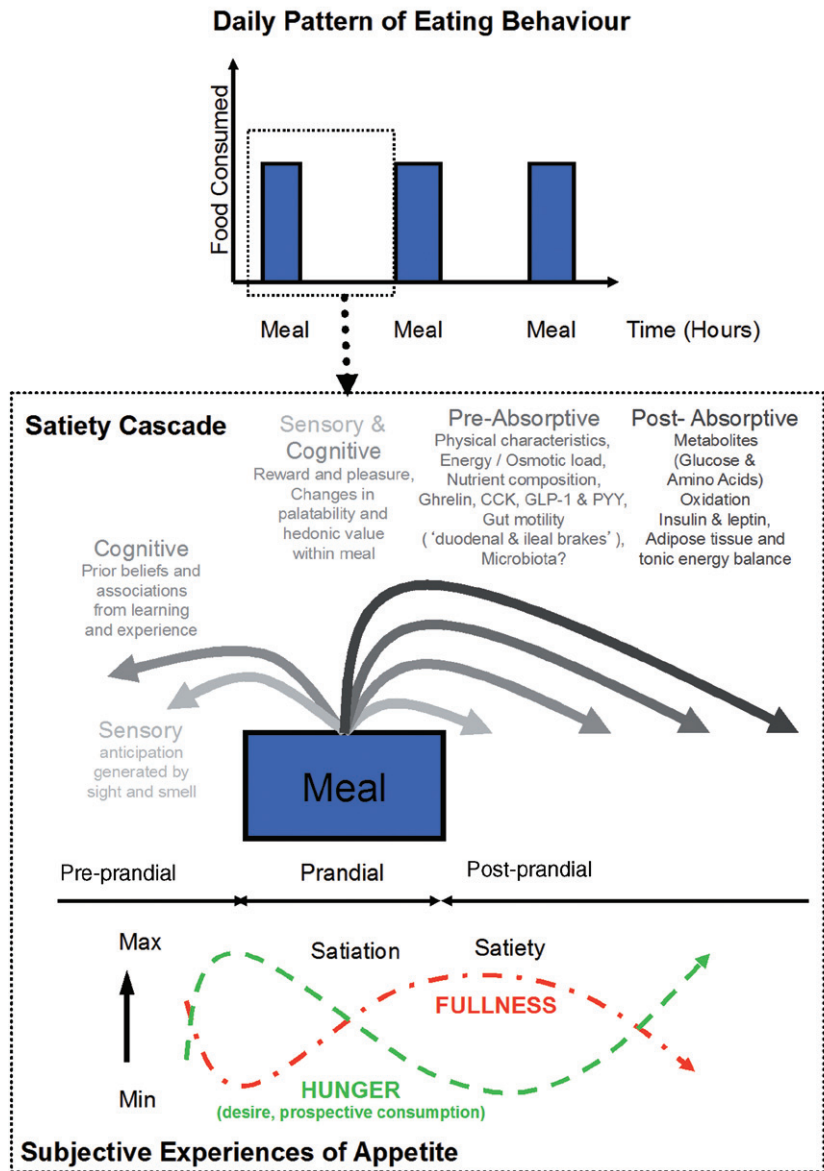 Daily Pattern of Eating Behaviour
Food Consumed
Meal
Meal
Meal
Time (Hours)
Satiety Cascade
Cognitive
Prior beliefs and
associations
from learning
and experience
Sensory
anticipation
generated by
sight and smell
Sensory &
Cognitive
Reward and pleasure,
Changes in
palatability and
hedonic value
within meal
Pre-Absorptive
Physical characteristics,
Energy / Osmotic load,
Nutrient composition,
Ghrelin, CCK, GLP-1 & PYY,
Gut motility
( 'duodenal & ileal brakes' ),
Microbiota?
Post- Absorptive
Metabolites
(Glucose &
Amino Acids)
Oxidation
Insulin & leptin,
Adipose tissue and
tonic energy balance
Meal
Pre-prandial
Prandial
Post-prandial
Max
Min
Satiation
Satiety
FULLNESS
HUNGER
(desire, prospective consumption)
Subjective Experiences of Appetite